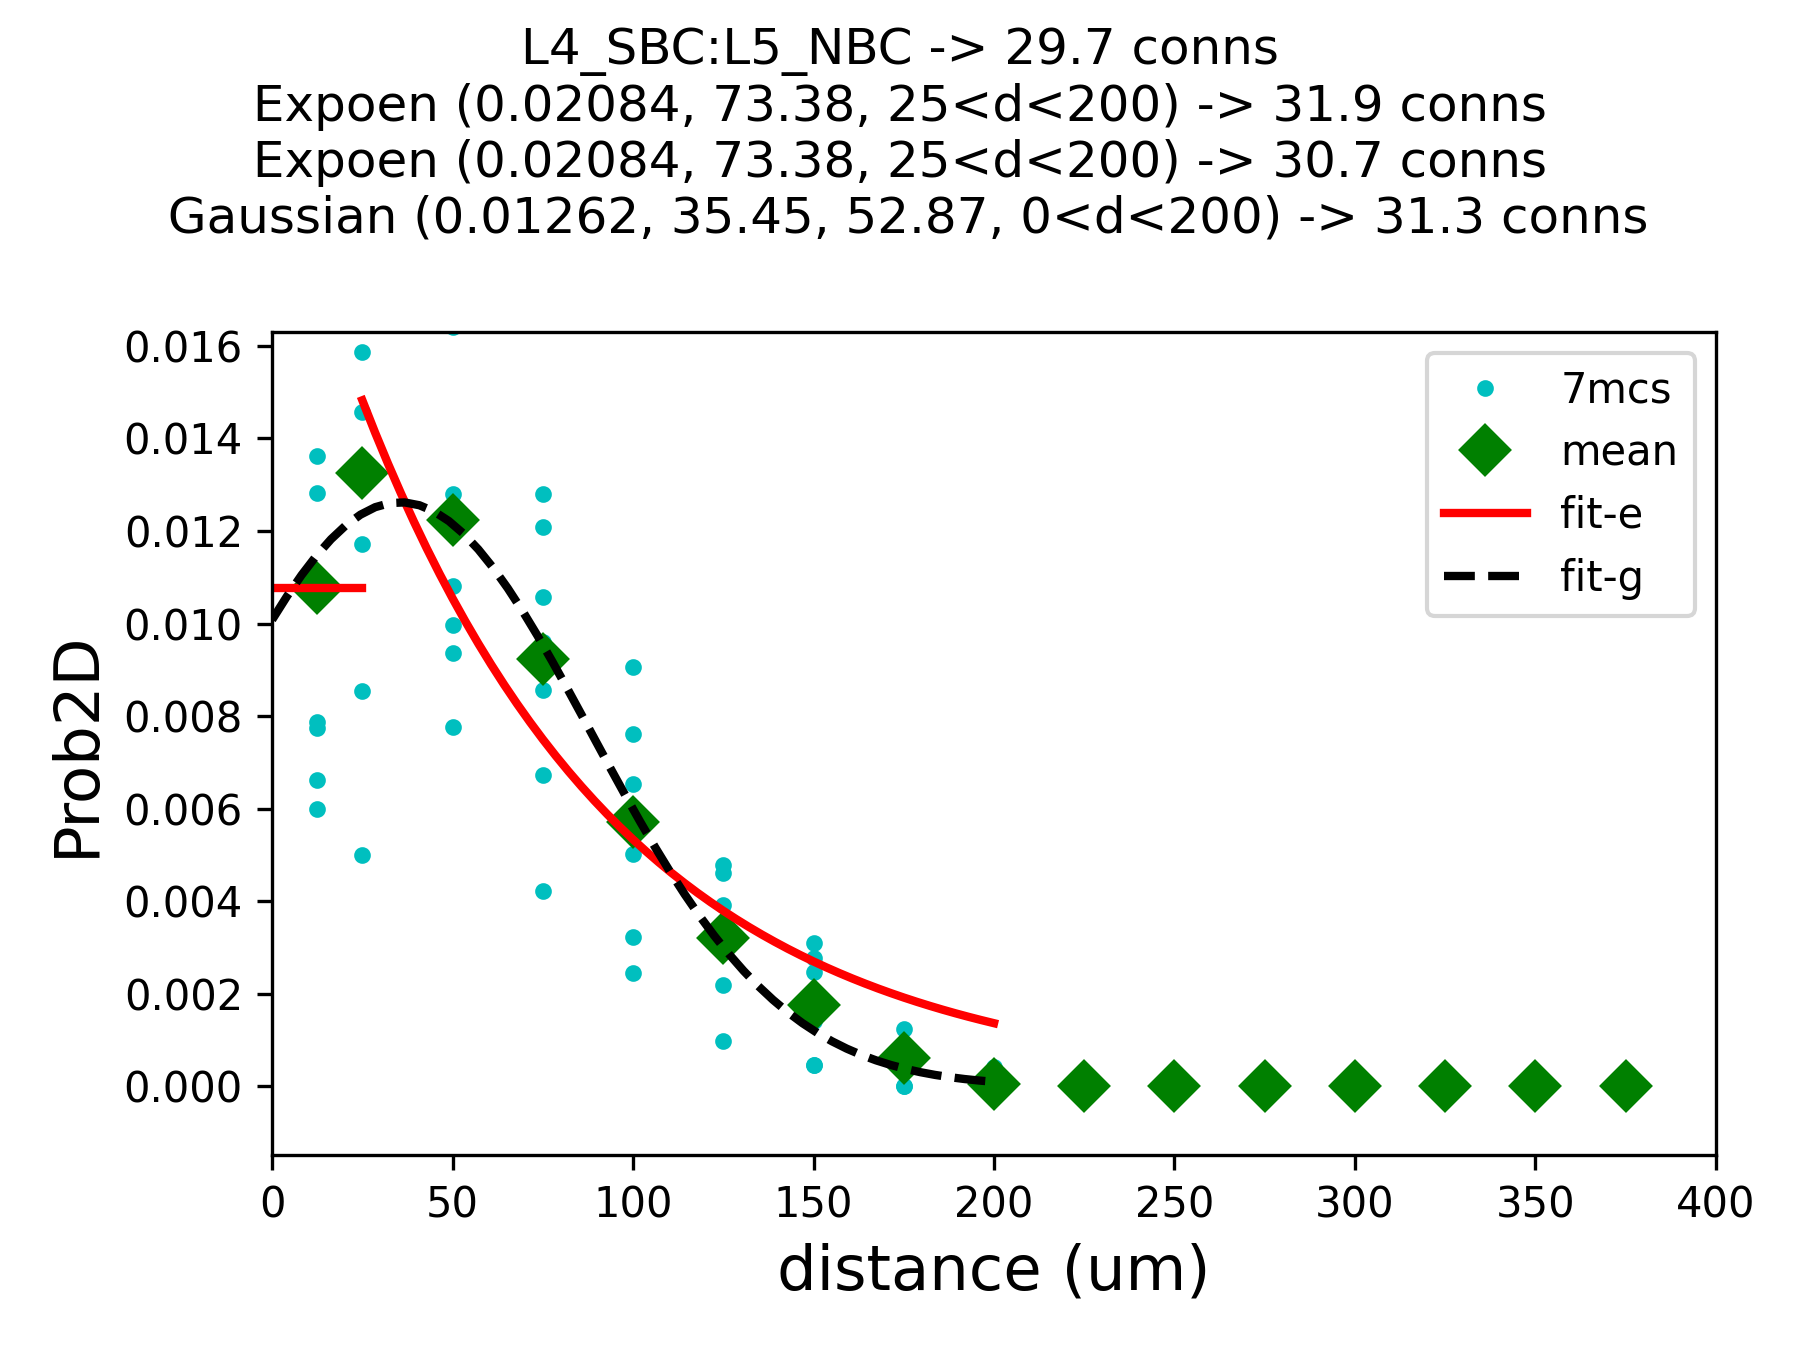 L4_SBC:L5_NBC -> 29.7 conns
Expoen (0.02084, 73.38, 25<d<200) -> 31.9 conns
Expoen (0.02084, 73.38, 25<d<200) -> 30.7 conns
Gaussian (0.01262, 35.45, 52.87, 0<d<200) -> 31.3 conns
0.016
0.014
0.012
0.010
0.008
0.006
0.004
0.002
0.000
Prob2D
7mcs
mean
fit-e
fit-g
0 50 100 150 200 250 300 350 400
distance (um)